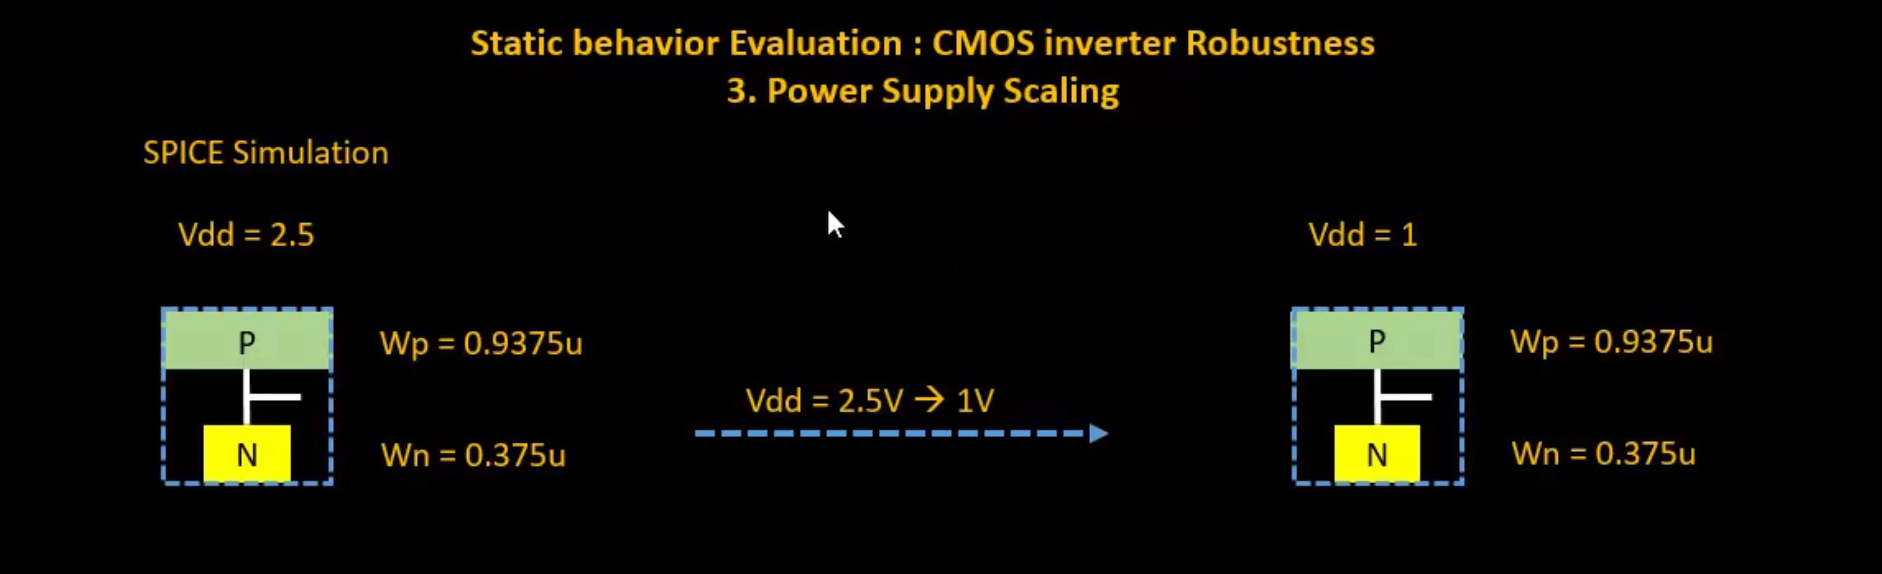 Static behavior Evaluation : CMOS inverter Robustness
3. Power Supply Scaling
SPICE Simulation
Vdd = 2.5
Vdd = 1
P
Wp = 0.9375u
P
Wp = 0.9375u
Vdd = 2.5V → 1V
N
Wn = 0.375u
N
Wn = 0.375u